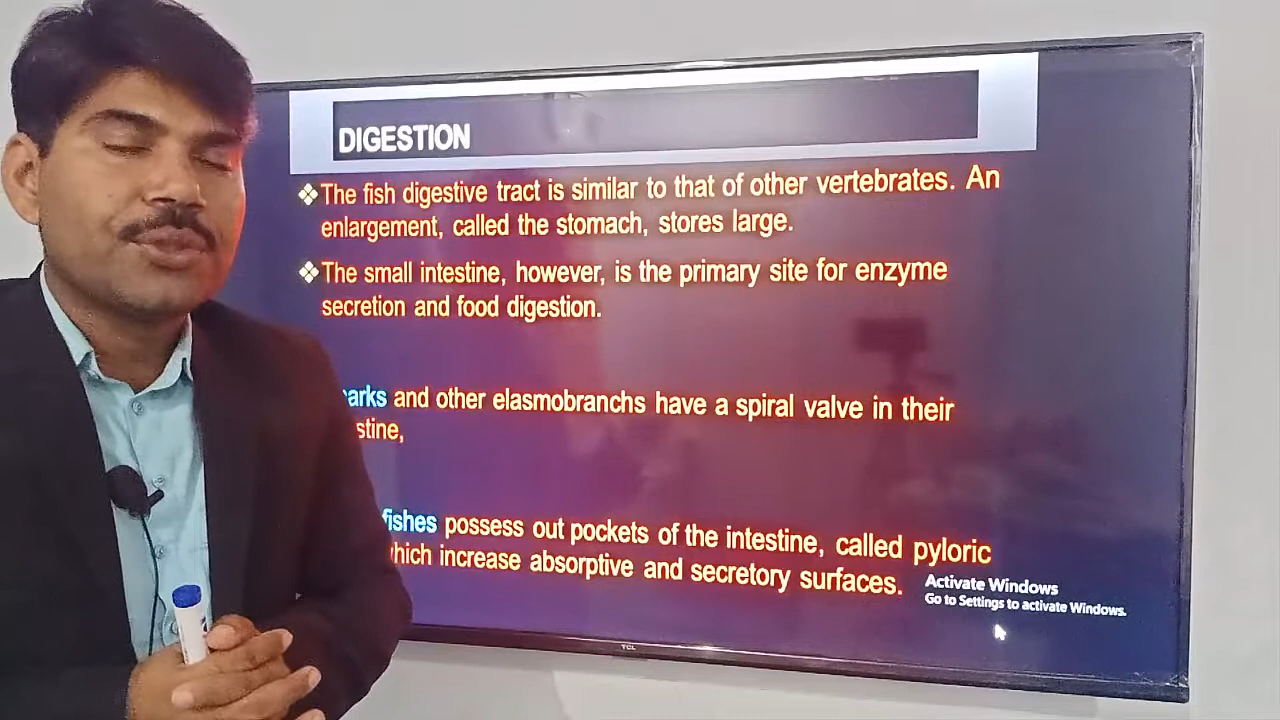 DIGESTION
❖The fish digestive tract is similar to that of other vertebrates. An
enlargement, called the stomach, stores large.
❖The small intestine, however, is the primary site for enzyme
secretion and food digestion.
arks and other elasmobranchs have a spiral valve in their
stine,
fishes possess out pockets of the intestine, called pyloric
which increase absorptive and secretory surfaces.
Activate Windows
Go to Settings to activate Windows.
TCL